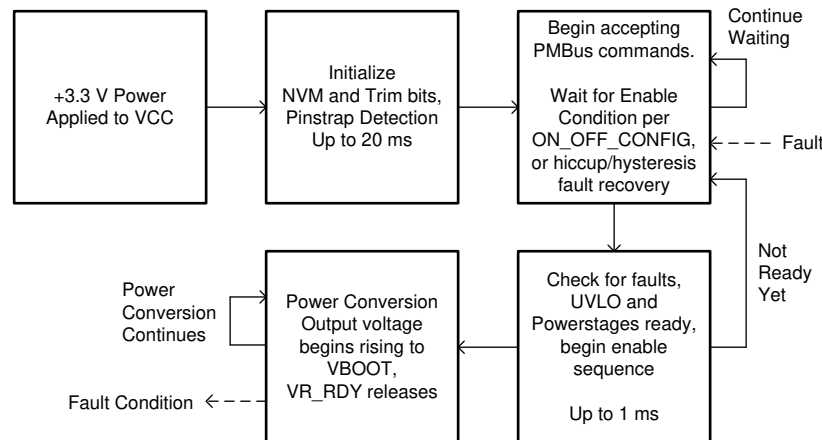 +3.3 V Power
Applied to VCC
Initialize
NVM and Trim bits,
Pinstrap Detection
Up to 20 ms
Begin accepting
PMBus commands.
Wait for Enable
Condition per
ON_OFF_CONFIG,
or hiccup/hysteresis
fault recovery
Continue
Waiting
Fault
Not
Ready
Yet
Check for faults,
UVLO and
Powerstages ready,
begin enable
sequence
Up to 1 ms
Power Conversion
Output voltage
begins rising to
VBOOT,
VR_RDY releases
Power
Conversion
Continues
Fault Condition